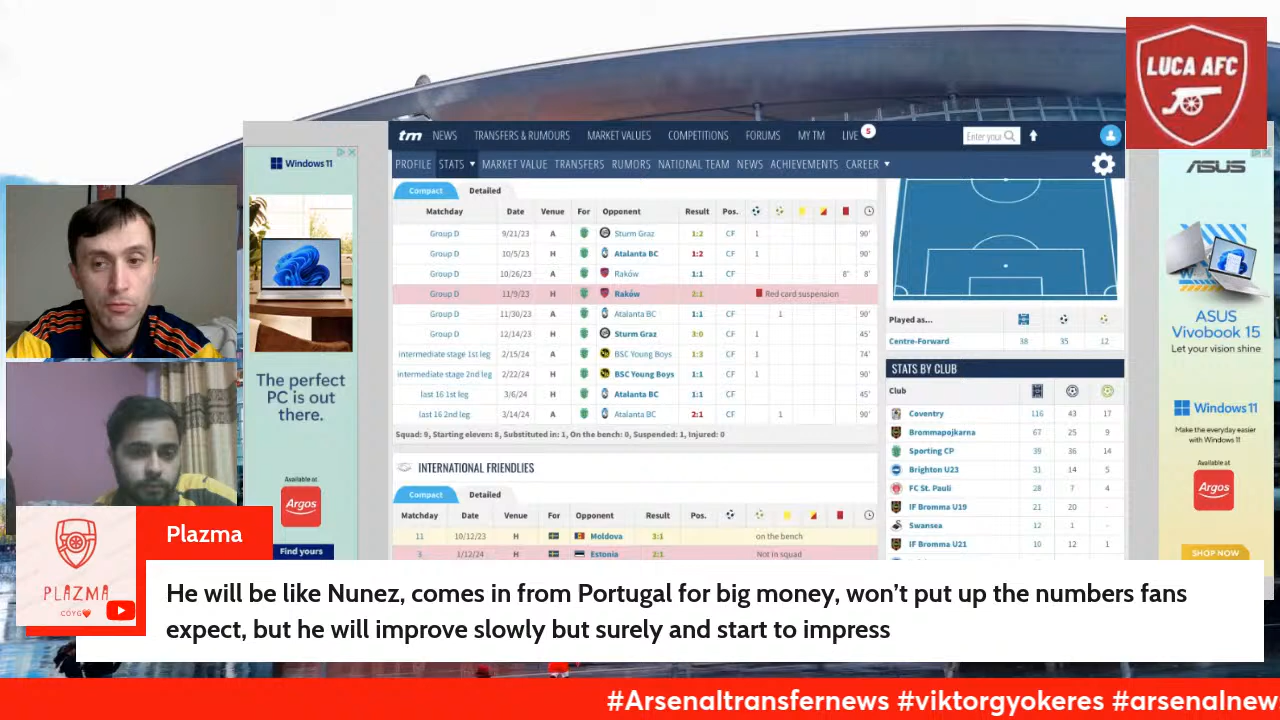 LUCA AFC
tm NEWS TRANSFERS & RUMOURS MARKET VALUES COMPETITIONS FORUMS MY TM LIVE 5 Enter your
PROFILE STATS MARKET VALUE TRANSFERS RUMORS NATIONAL TEAM NEWS ACHIEVEMENTS CAREER
Compact Detailed
Matchday Date Venue For Opponent Result Pos.
Group D 9/21/23 A Sturm Graz 1:2 CF 1 90'
Group D 10/5/23 H Atalanta BC 1:2 CF 1 90'
Group D 10/26/23 A Raków 1:1 CF 8" 8'
Group D 11/9/23 H Raków 2:1 Red card suspension
Group D 11/30/23 A Atalanta BC 1:1 CF 1 90'
Group D 12/14/23 H Sturm Graz 3:0 CF 1 45'
intermediate stage 1st leg 2/15/24 A BSC Young Boys 1:3 CF 1 74'
intermediate stage 2nd leg 2/22/24 H BSC Young Boys 1:1 CF 1 90'
last 16 1st leg 3/6/24 H Atalanta BC 1:1 CF 45'
last 16 2nd leg 3/14/24 A Atalanta BC 2:1 CF 1 90'
Squad: 9, Starting eleven: 8, Substituted in: 1, On the bench: 0, Suspended: 1, Injured: 0
INTERNATIONAL FRIENDLIES
Compact Detailed
Matchday Date Venue For Opponent Result Pos.
11 10/12/23 H Moldova 3:1 on the bench
3 1/12/24 H Estonia 2:1 Not in squad
Played as...
Centre-Forward 38 35 12
STATS BY CLUB
Club
Coventry 116 43 17
Brommapojkarna 67 25 9
Sporting CP 39 36 14
Brighton U23 31 14 5
FC St. Pauli 28 7 4
IF Bromma U19 21 20 -
Swansea 12 1 -
IF Bromma U21 10 12 1
Windows 11
The perfect
PC is out
there.
Available at
Argos
Find yours
ASUS
ASUS
Vivobook 15
Let your vision shine
Windows 11
Make the everyday
easier with Windows 11
Available at
Argos
SHOP NOW
PLAZMA
COYG
Plazma
He will be like Nunez, comes in from Portugal for big money, won't put up the numbers fans
expect, but he will improve slowly but surely and start to impress
#Arsenaltransfernews #viktorgyokeres #arsenalnew